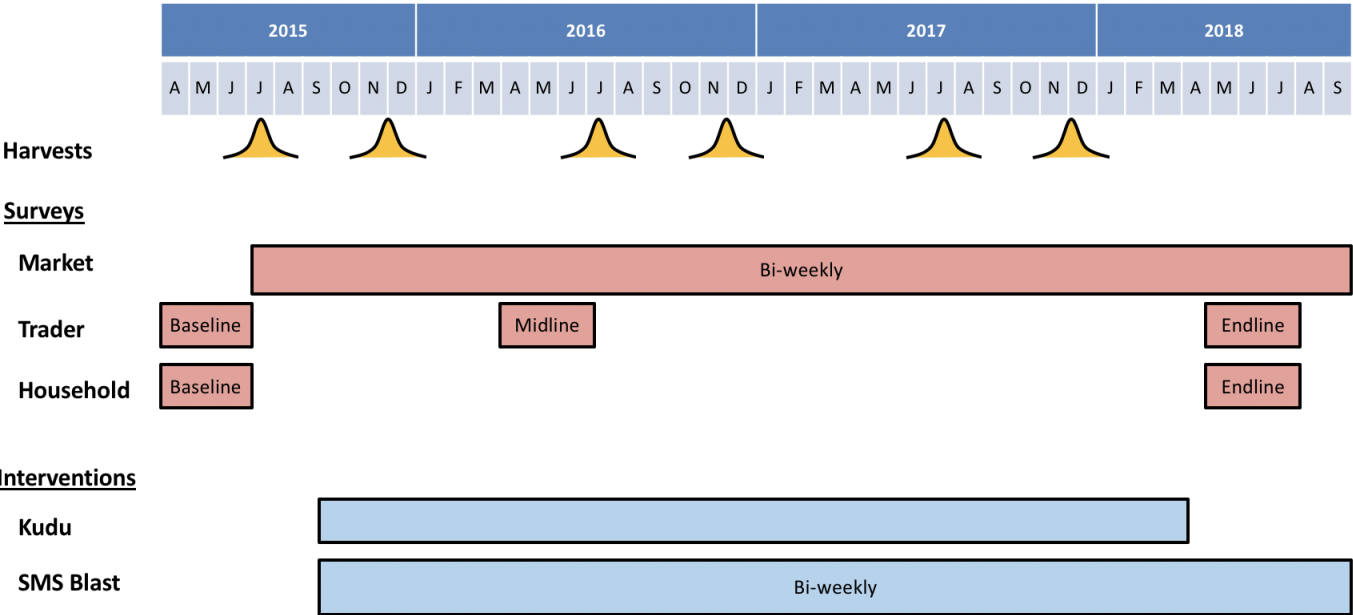 2015 2016 2017 2018
A M J J A S O N D J F M A M J J A S O N D J F M A M J J A S O N D J F M A M J J A S
Harvests
Surveys
Market Bi-weekly
Trader Baseline Midline Endline
Household Baseline Endline
Interventions
Kudu
SMS Blast Bi-weekly